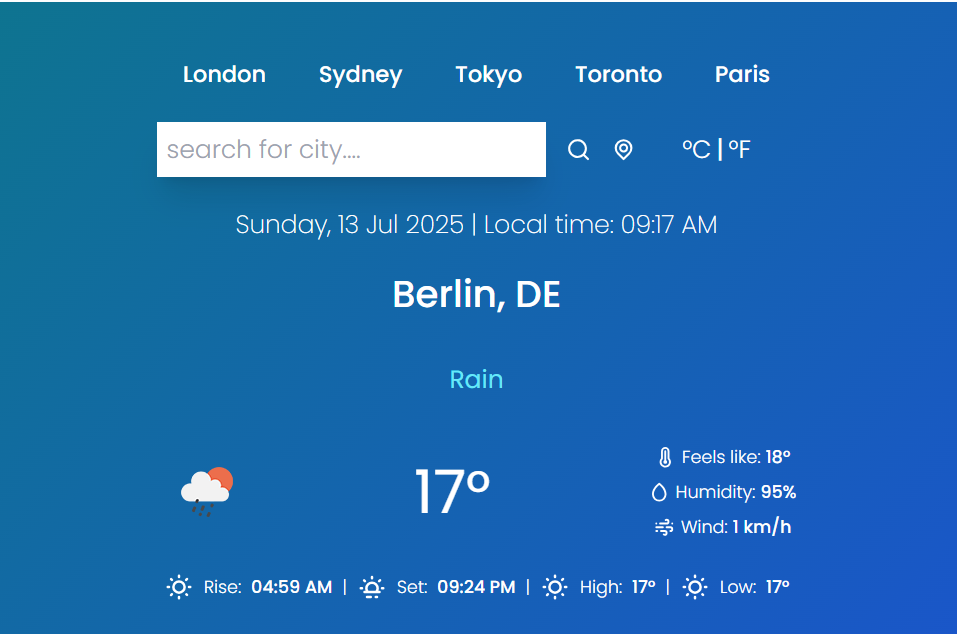 London Sydney Tokyo Toronto Paris
search for city.... °C | °F
Sunday, 13 Jul 2025 | Local time: 09:17 AM
Berlin, DE
Rain
17°
Feels like: 18°
Humidity: 95%
Wind: 1 km/h
Rise: 04:59 AM | Set: 09:24 PM | High: 17° | Low: 17°